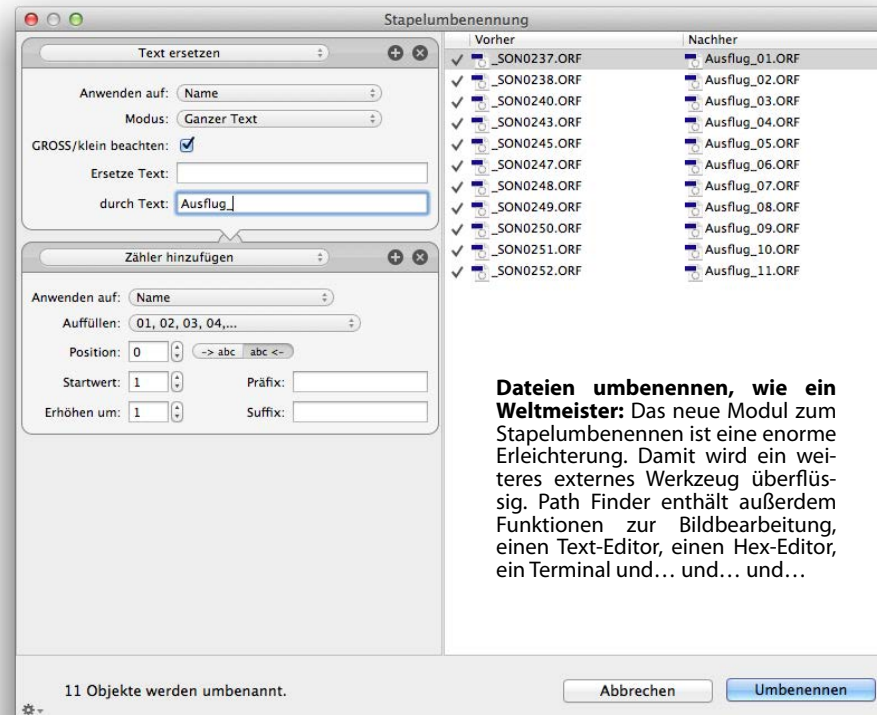 Stapelumbenennung
Text ersetzen
Anwenden auf: Name
Modus: Ganzer Text
GROSS/klein beachten:
Ersetze Text:
durch Text: Ausflug_
Zähler hinzufügen
Anwenden auf: Name
Auffüllen: 01, 02, 03, 04,...
Position: 0 -> abc abc <-
Startwert: 1 Präfix:
Erhöhen um: 1 Suffix:
Vorher Nachher
_SON0237.ORF Ausflug_01.ORF
_SON0238.ORF Ausflug_02.ORF
_SON0240.ORF Ausflug_03.ORF
_SON0243.ORF Ausflug_04.ORF
_SON0245.ORF Ausflug_05.ORF
_SON0247.ORF Ausflug_06.ORF
_SON0248.ORF Ausflug_07.ORF
_SON0249.ORF Ausflug_08.ORF
_SON0250.ORF Ausflug_09.ORF
_SON0251.ORF Ausflug_10.ORF
_SON0252.ORF Ausflug_11.ORF
Dateien umbenennen, wie ein
Weltmeister: Das neue Modul zum
Stapelumbenennen ist eine enorme
Erleichterung. Damit wird ein wei-
teres externes Werkzeug überflüs-
sig. Path Finder enthält außerdem
Funktionen zur Bildbearbeitung,
einen Text-Editor, einen Hex-Editor,
ein Terminal und… und… und…
11 Objekte werden umbenannt.
Abbrechen Umbenennen